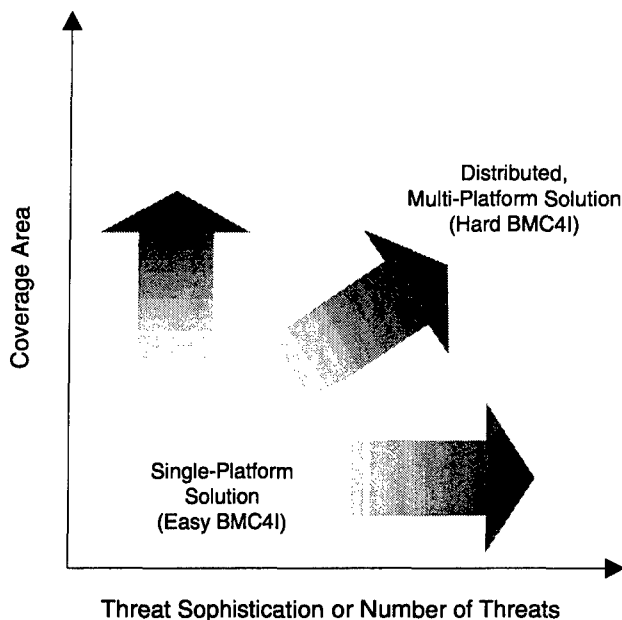 Coverage Area
Distributed,
Multi-Platform Solution
(Hard BMC4I)
Single-Platform
Solution
(Easy BMC4I)
Threat Sophistication or Number of Threats